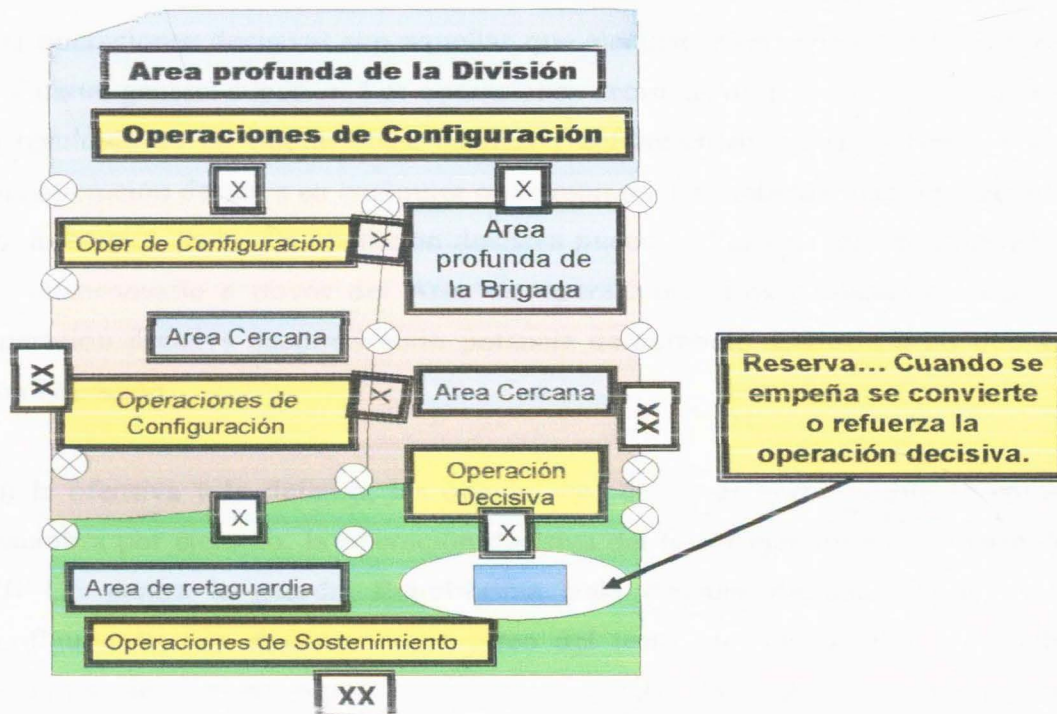 Area profunda de la División
Operaciones de Configuración
X
X
Oper de Configuración
X
Area
profunda de
la Brigada
Area Cercana
XX
Operaciones de
Configuración
X
Area Cercana
XX
Reserva... Cuando se
empeña se convierte
o refuerza la
operación decisiva.
Operación
Decisiva
X
X
Area de retaguardia
Operaciones de Sostenimiento
XX